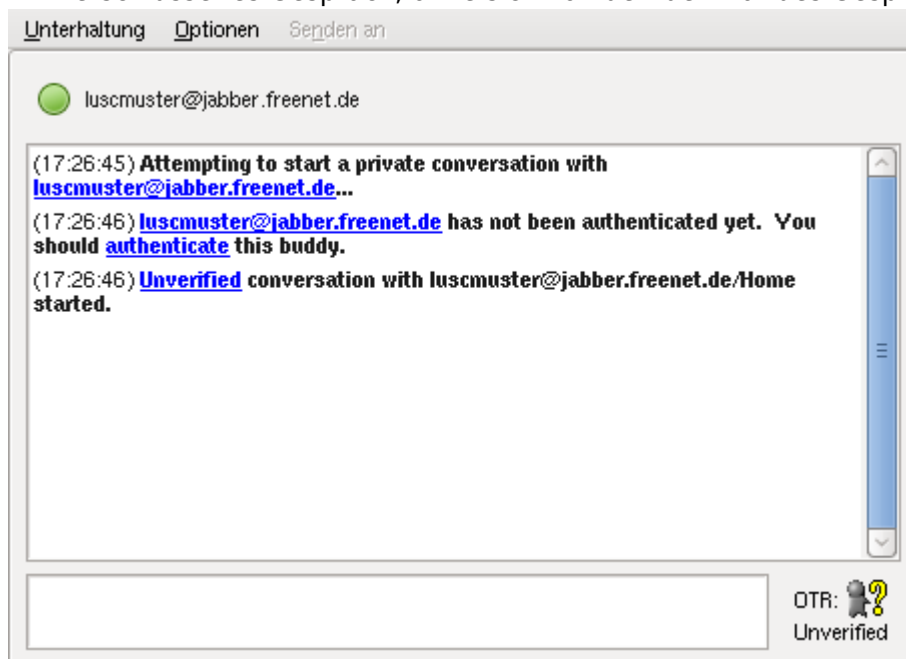 Unterhaltung Optionen Senden an
luscmuster@jabber.freenet.de
(17:26:45) Attempting to start a private conversation with
luscmuster@jabber.freenet.de...
(17:26:46) luscmuster@jabber.freenet.de has not been authenticated yet. You
should authenticate this buddy.
(17:26:46) Unverified conversation with luscmuster@jabber.freenet.de/Home
started.
OTR:
Unverified